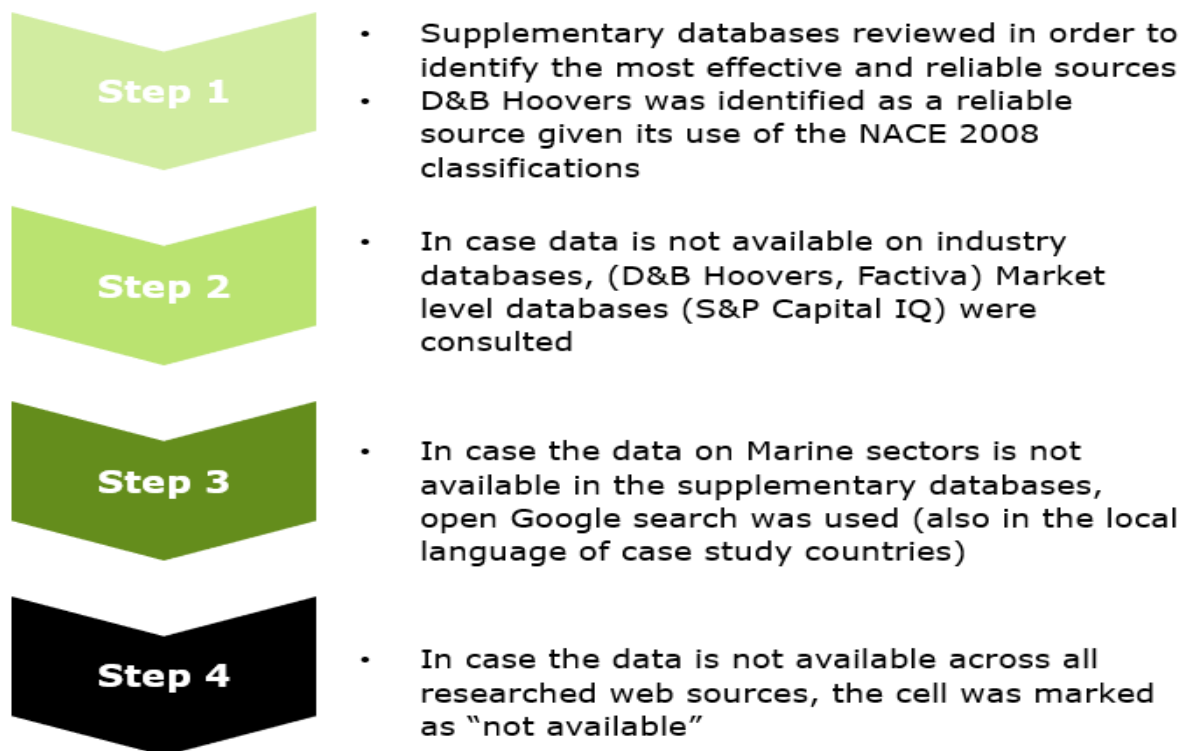 Step 1
• Supplementary databases reviewed in order to
identify the most effective and reliable sources
• D&B Hoovers was identified as a reliable
source given its use of the NACE 2008
classifications
Step 2
• In case data is not available on industry
databases, (D&B Hoovers, Factiva) Market
level databases (S&P Capital IQ) were
consulted
Step 3
• In case the data on Marine sectors is not
available in the supplementary databases,
open Google search was used (also in the local
language of case study countries)
Step 4
• In case the data is not available across all
researched web sources, the cell was marked
as “not available”